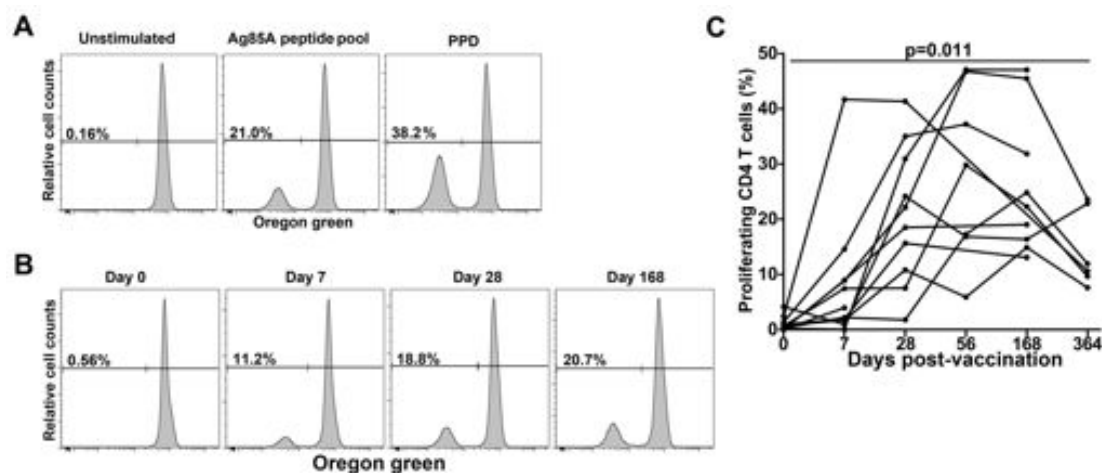 A
Unstimulated
Ag85A peptide pool
PPD
Relative cell counts
0.16%
21.0%
38.2%
Oregon green
B
Day 0
Day 7
Day 28
Day 168
Relative cell counts
0.56%
11.2%
18.8%
20.7%
Oregon green
C
p=0.011
Proliferating CD4 T cells (%)
50
40
30
20
10
0
0 7 28 56 168 364
Days post-vaccination